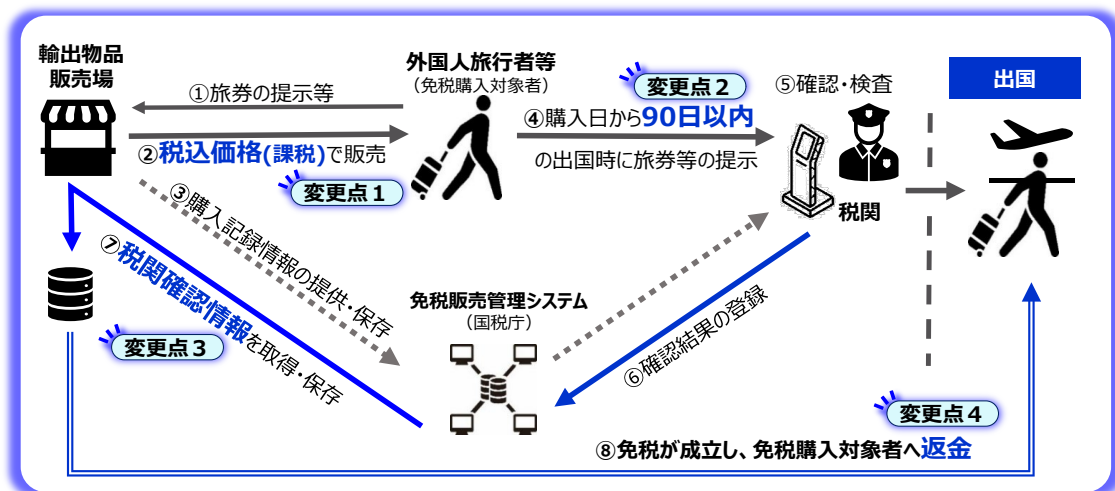 輸出物品
販売場
外国人旅行者等
(免税購入対象者)
①旅券の提示等
②税込価格(課税)で販売
変更点1
③購入記録情報の提供・保存
変更点2
④購入日から90日以内
の出国時に旅券等の提示
⑤確認・検査
税関
出国
免税販売管理システム
(国税庁)
⑥確認結果の登録
⑦税関確認情報を取得・保存
変更点3
変更点4
⑧免税が成立し、免税購入対象者へ返金